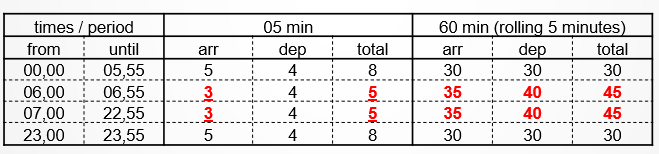 times / period 05 min 60 min (rolling 5 minutes)
from until arr dep total arr dep total
00,00 05,55 5 4 8 30 30 30
06,00 06,55 3 4 5 35 40 45
07,00 22,55 3 4 5 35 40 45
23,00 23,55 5 4 8 30 30 30